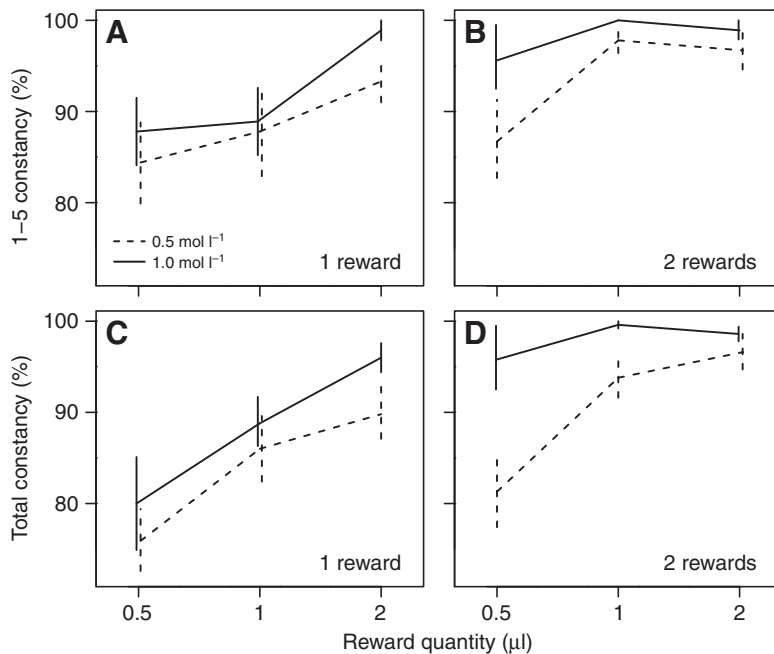 A
B
100
90
80
1–5 constancy (%)
0.5 mol l⁻¹
1.0 mol l⁻¹
1 reward
2 rewards
C
D
100
90
80
Total constancy (%)
1 reward
2 rewards
0.5 1 2 0.5 1 2
Reward quantity (µl)